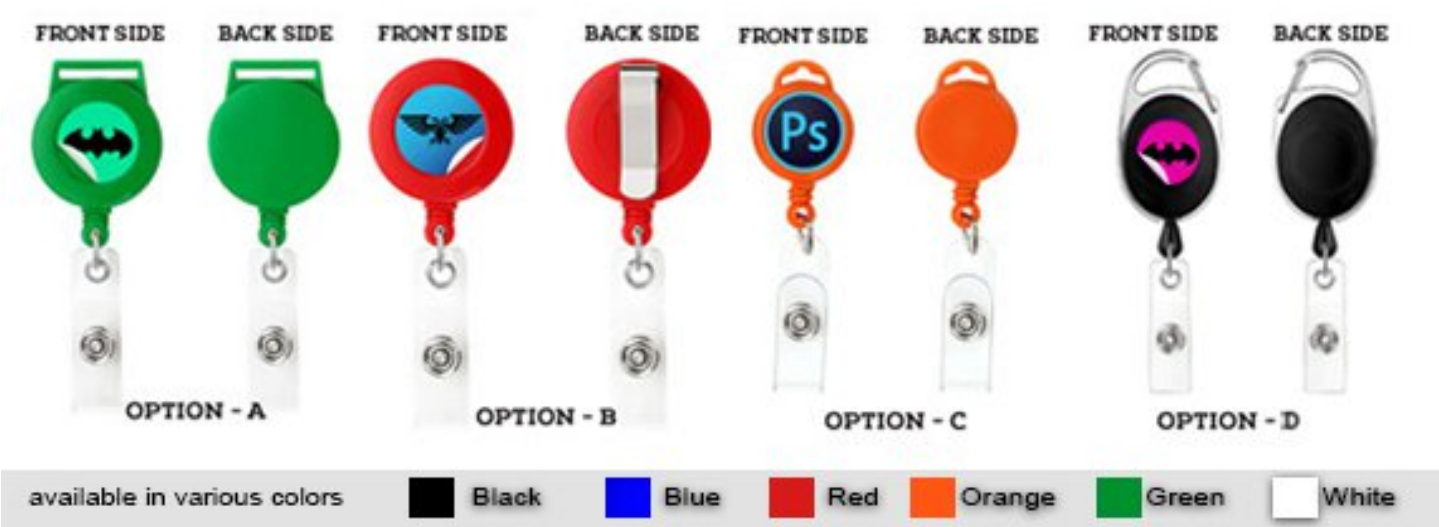 FRONT SIDE BACK SIDE FRONT SIDE BACK SIDE FRONT SIDE BACK SIDE FRONT SIDE BACK SIDE
Ps
OPTION - A
OPTION - B
OPTION - C
OPTION - D
available in various colors Black Blue Red Orange Green White